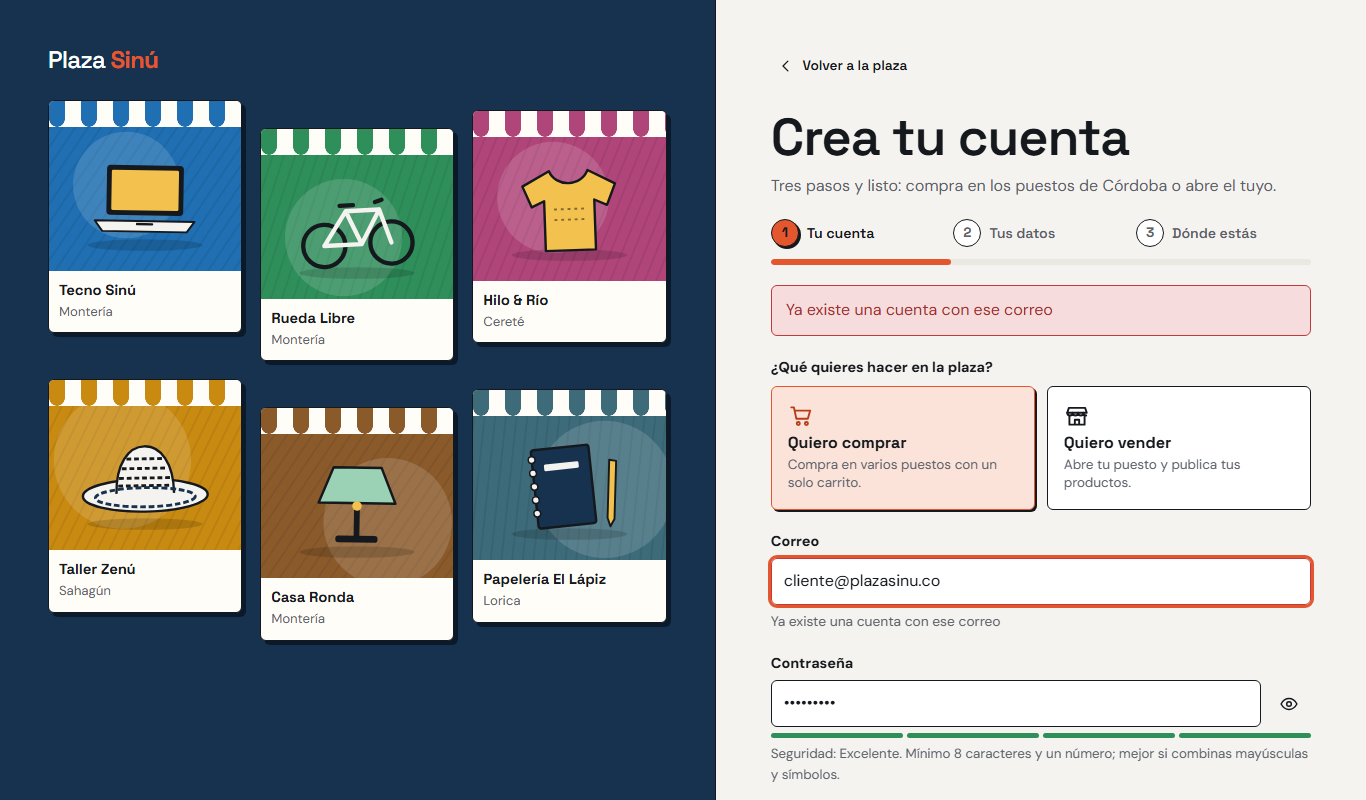 Plaza Sinú
Tecno Sinú
Montería
Rueda Libre
Montería
Hilo & Río
Cereté
Taller Zenú
Sahagún
Casa Ronda
Montería
Papelería El Lápiz
Lorica
Volver a la plaza
Crea tu cuenta
Tres pasos y listo: compra en los puestos de Córdoba o abre el tuyo.
1 Tu cuenta
2 Tus datos
3 Dónde estás
Ya existe una cuenta con ese correo
¿Qué quieres hacer en la plaza?
Quiero comprar
Compra en varios puestos con un
solo carrito.
Quiero vender
Abre tu puesto y publica tus
productos.
Correo
cliente@plazasinu.co
Ya existe una cuenta con ese correo
Contraseña
•••••••••
Seguridad: Excelente. Mínimo 8 caracteres y un número; mejor si combinas mayúsculas
y símbolos.